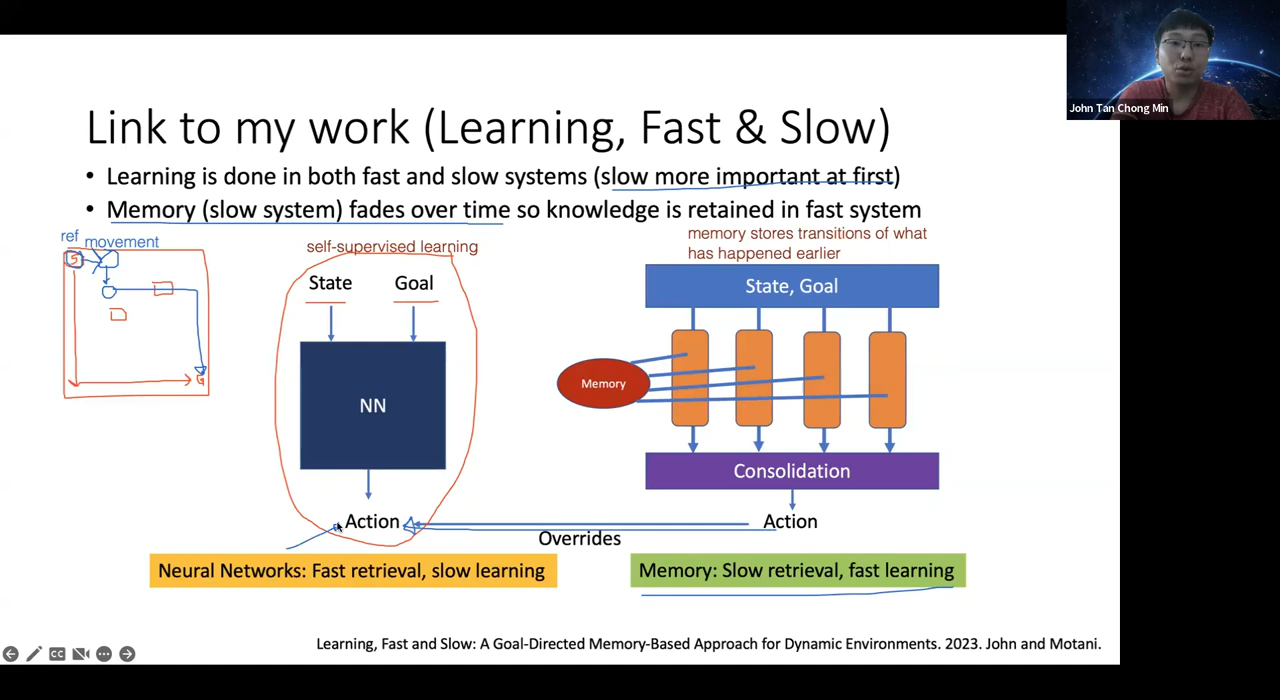 John Tan Chong Min
Link to my work (Learning, Fast & Slow)
• Learning is done in both fast and slow systems (slow more important at first)
• Memory (slow system) fades over time so knowledge is retained in fast system
ref movement
S
G
self-supervised learning
State Goal
NN
Action
memory stores transitions of what
has happened earlier
State, Goal
Memory
Consolidation
Action
Overrides
Neural Networks: Fast retrieval, slow learning
Memory: Slow retrieval, fast learning
Learning, Fast and Slow: A Goal-Directed Memory-Based Approach for Dynamic Environments. 2023. John and Motani.
CC